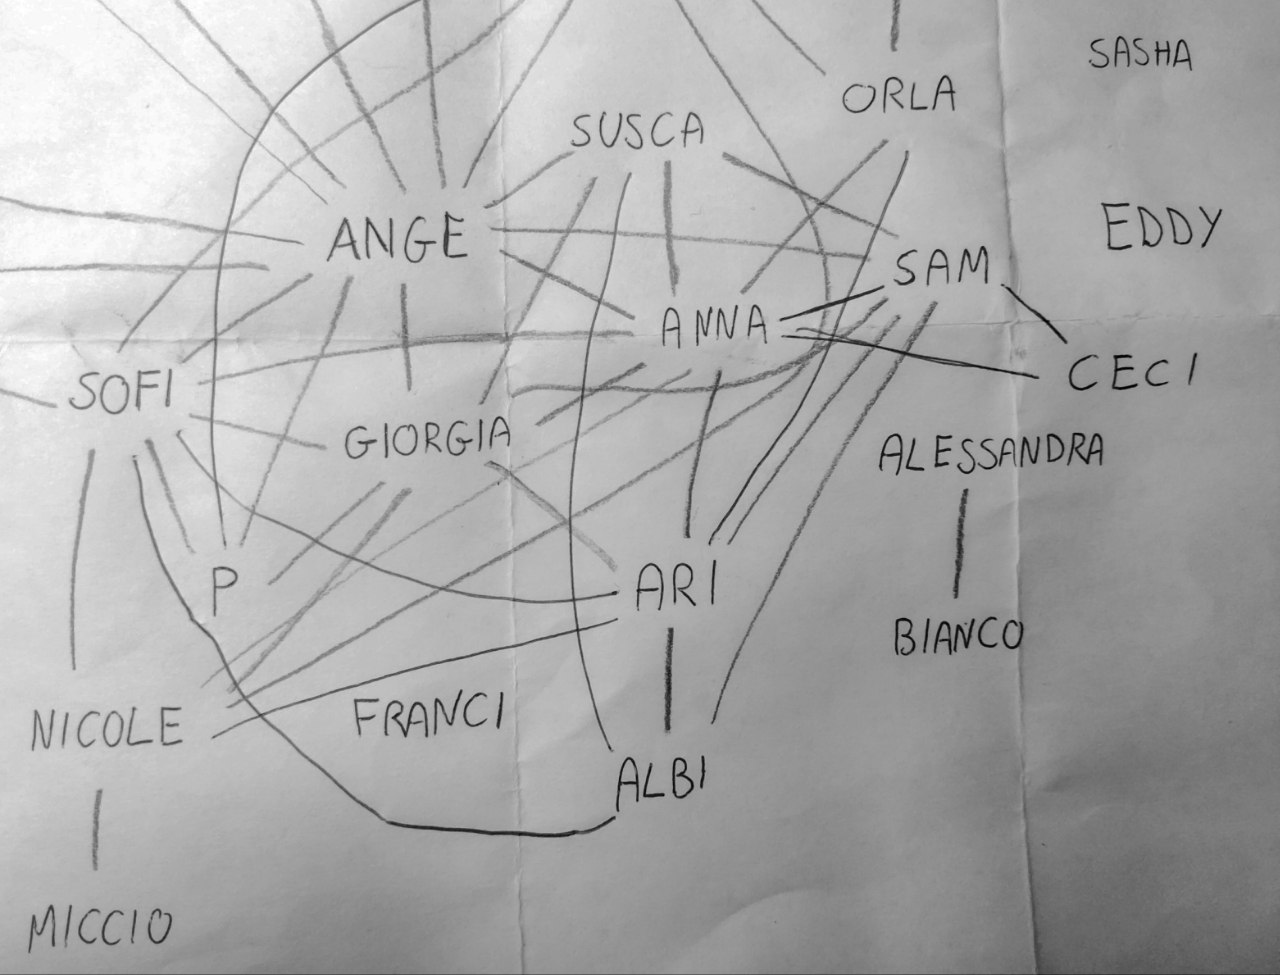 SASHA
ORLA
SUSCA
EDDY
ANGE
SAM
ANNA
CECI
SOFI
GIORGIA
ALESSANDRA
P
ARI
BIANCO
FRANCI
NICOLE
ALBI
MICCIO